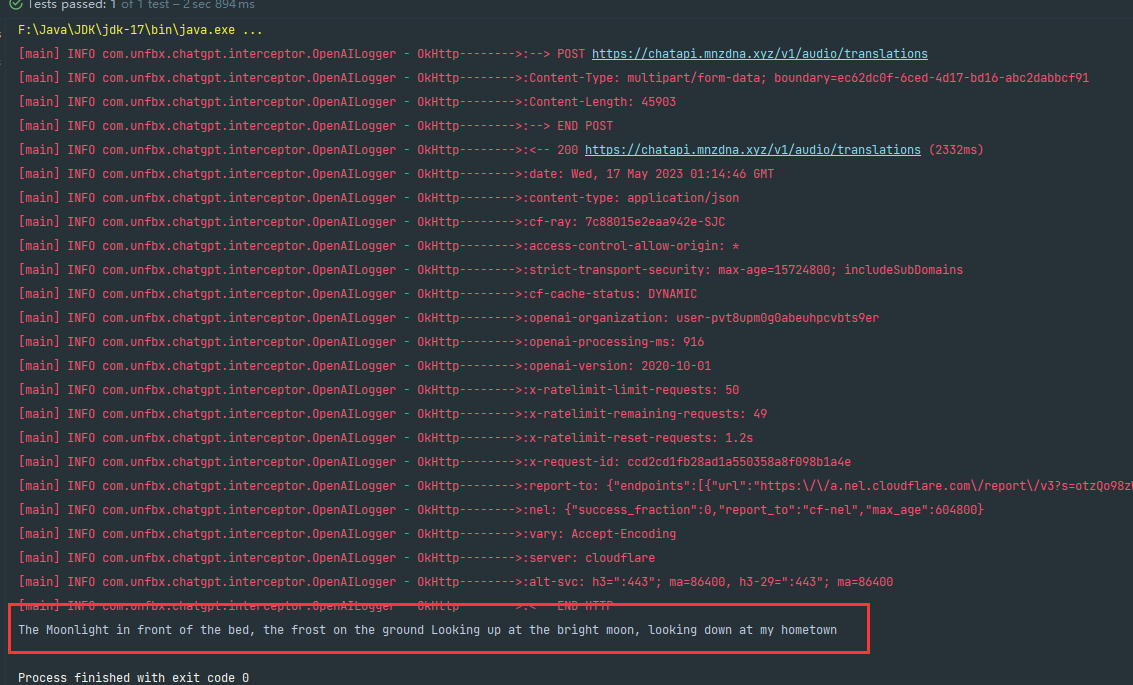 Tests passed: 1 of 1 test – 2 sec 894 ms
F:\Java\JDK\jdk-17\bin\java.exe ...
[main] INFO com.unfbx.chatgpt.interceptor.OpenAILogger - OkHttp-------->:--> POST https://chatapi.mnzdna.xyz/v1/audio/translations
[main] INFO com.unfbx.chatgpt.interceptor.OpenAILogger - OkHttp-------->:Content-Type: multipart/form-data; boundary=ec62dc0f-6ced-4d17-bd16-abc2dabbcf91
[main] INFO com.unfbx.chatgpt.interceptor.OpenAILogger - OkHttp-------->:Content-Length: 45903
[main] INFO com.unfbx.chatgpt.interceptor.OpenAILogger - OkHttp-------->:--> END POST
[main] INFO com.unfbx.chatgpt.interceptor.OpenAILogger - OkHttp-------->:<-- 200 https://chatapi.mnzdna.xyz/v1/audio/translations (2332ms)
[main] INFO com.unfbx.chatgpt.interceptor.OpenAILogger - OkHttp-------->:date: Wed, 17 May 2023 01:14:46 GMT
[main] INFO com.unfbx.chatgpt.interceptor.OpenAILogger - OkHttp-------->:content-type: application/json
[main] INFO com.unfbx.chatgpt.interceptor.OpenAILogger - OkHttp-------->:cf-ray: 7c88015e2eaa942e-SJC
[main] INFO com.unfbx.chatgpt.interceptor.OpenAILogger - OkHttp-------->:access-control-allow-origin: *
[main] INFO com.unfbx.chatgpt.interceptor.OpenAILogger - OkHttp-------->:strict-transport-security: max-age=15724800; includeSubDomains
[main] INFO com.unfbx.chatgpt.interceptor.OpenAILogger - OkHttp-------->:cf-cache-status: DYNAMIC
[main] INFO com.unfbx.chatgpt.interceptor.OpenAILogger - OkHttp-------->:openai-organization: user-pvt8upm0g0abeuhpcvbts9er
[main] INFO com.unfbx.chatgpt.interceptor.OpenAILogger - OkHttp-------->:openai-processing-ms: 916
[main] INFO com.unfbx.chatgpt.interceptor.OpenAILogger - OkHttp-------->:openai-version: 2020-10-01
[main] INFO com.unfbx.chatgpt.interceptor.OpenAILogger - OkHttp-------->:x-ratelimit-limit-requests: 50
[main] INFO com.unfbx.chatgpt.interceptor.OpenAILogger - OkHttp-------->:x-ratelimit-remaining-requests: 49
[main] INFO com.unfbx.chatgpt.interceptor.OpenAILogger - OkHttp-------->:x-ratelimit-reset-requests: 1.2s
[main] INFO com.unfbx.chatgpt.interceptor.OpenAILogger - OkHttp-------->:x-request-id: ccd2cd1fb28ad1a550358a8f098b1a4e
[main] INFO com.unfbx.chatgpt.interceptor.OpenAILogger - OkHttp-------->:report-to: {"endpoints":[{"url":"https:\/\/a.nel.cloudflare.com\/report\/v3?s=otzQo98z
[main] INFO com.unfbx.chatgpt.interceptor.OpenAILogger - OkHttp-------->:nel: {"success_fraction":0,"report_to":"cf-nel","max_age":604800}
[main] INFO com.unfbx.chatgpt.interceptor.OpenAILogger - OkHttp-------->:vary: Accept-Encoding
[main] INFO com.unfbx.chatgpt.interceptor.OpenAILogger - OkHttp-------->:server: cloudflare
[main] INFO com.unfbx.chatgpt.interceptor.OpenAILogger - OkHttp-------->:alt-svc: h3=":443"; ma=86400, h3-29=":443"; ma=86400
[main] INFO com.unfbx.chatgpt.interceptor.OpenAILogger - OkHttp-------->:<-- END HTTP
The Moonlight in front of the bed, the frost on the ground Looking up at the bright moon, looking down at my hometown
Process finished with exit code 0